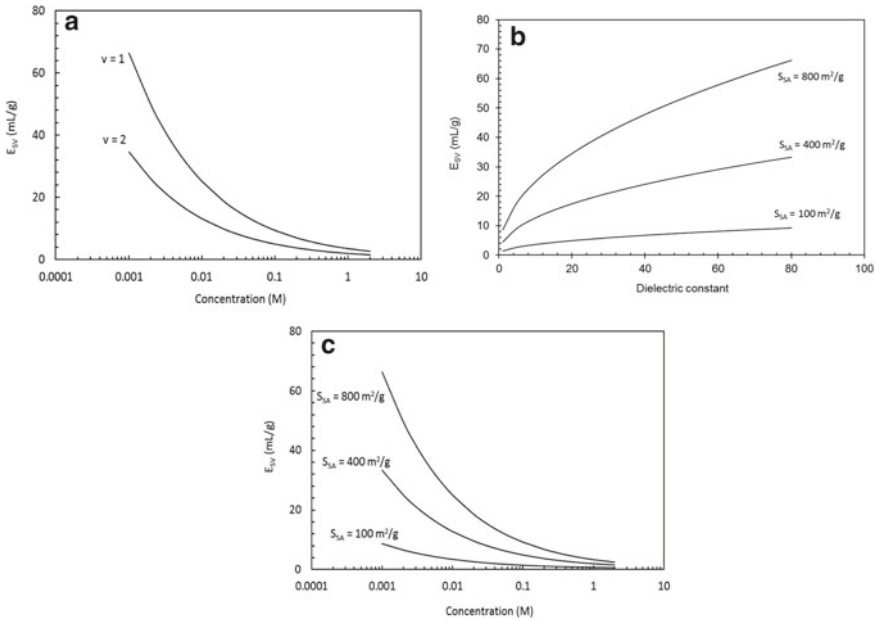 a
80
60
40
20
0
E_SV (mL/g)
v = 1
v = 2
0.0001 0.001 0.01 0.1 1 10
Concentration (M)
b
80
70
60
50
40
30
20
10
0
E_SV (mL/g)
S_SA = 800 m²/g
S_SA = 400 m²/g
S_SA = 100 m²/g
0 20 40 60 80 100
Dielectric constant
c
80
60
40
20
0
E_SV (mL/g)
S_SA = 800 m²/g
S_SA = 400 m²/g
S_SA = 100 m²/g
0.0001 0.001 0.01 0.1 1 10
Concentration (M)